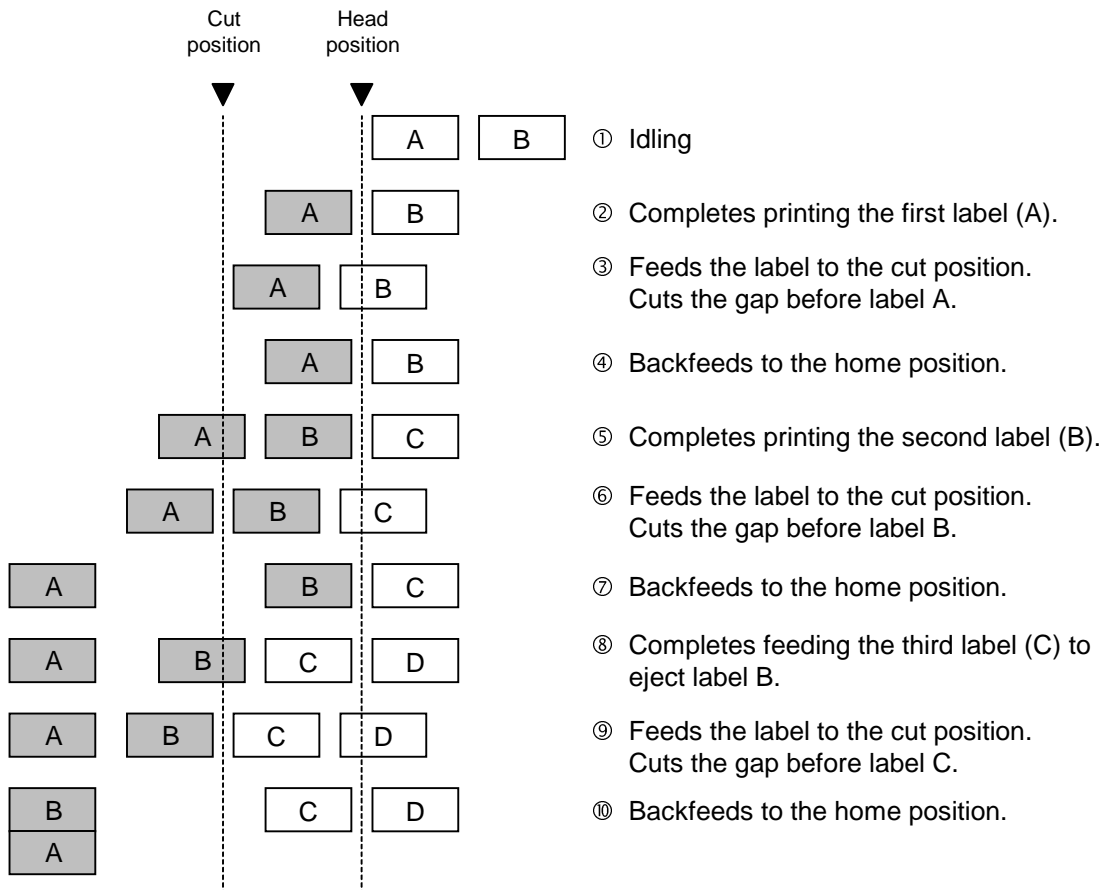 Cut position
Head position
A B ① Idling
A B ② Completes printing the first label (A).
A B ③ Feeds the label to the cut position.
Cuts the gap before label A.
A B ④ Backfeeds to the home position.
A B C ⑤ Completes printing the second label (B).
A B C ⑥ Feeds the label to the cut position.
Cuts the gap before label B.
A B C ⑦ Backfeeds to the home position.
A B C D ⑧ Completes feeding the third label (C) to
eject label B.
A B C D ⑨ Feeds the label to the cut position.
Cuts the gap before label C.
B C D ⑩ Backfeeds to the home position.
A